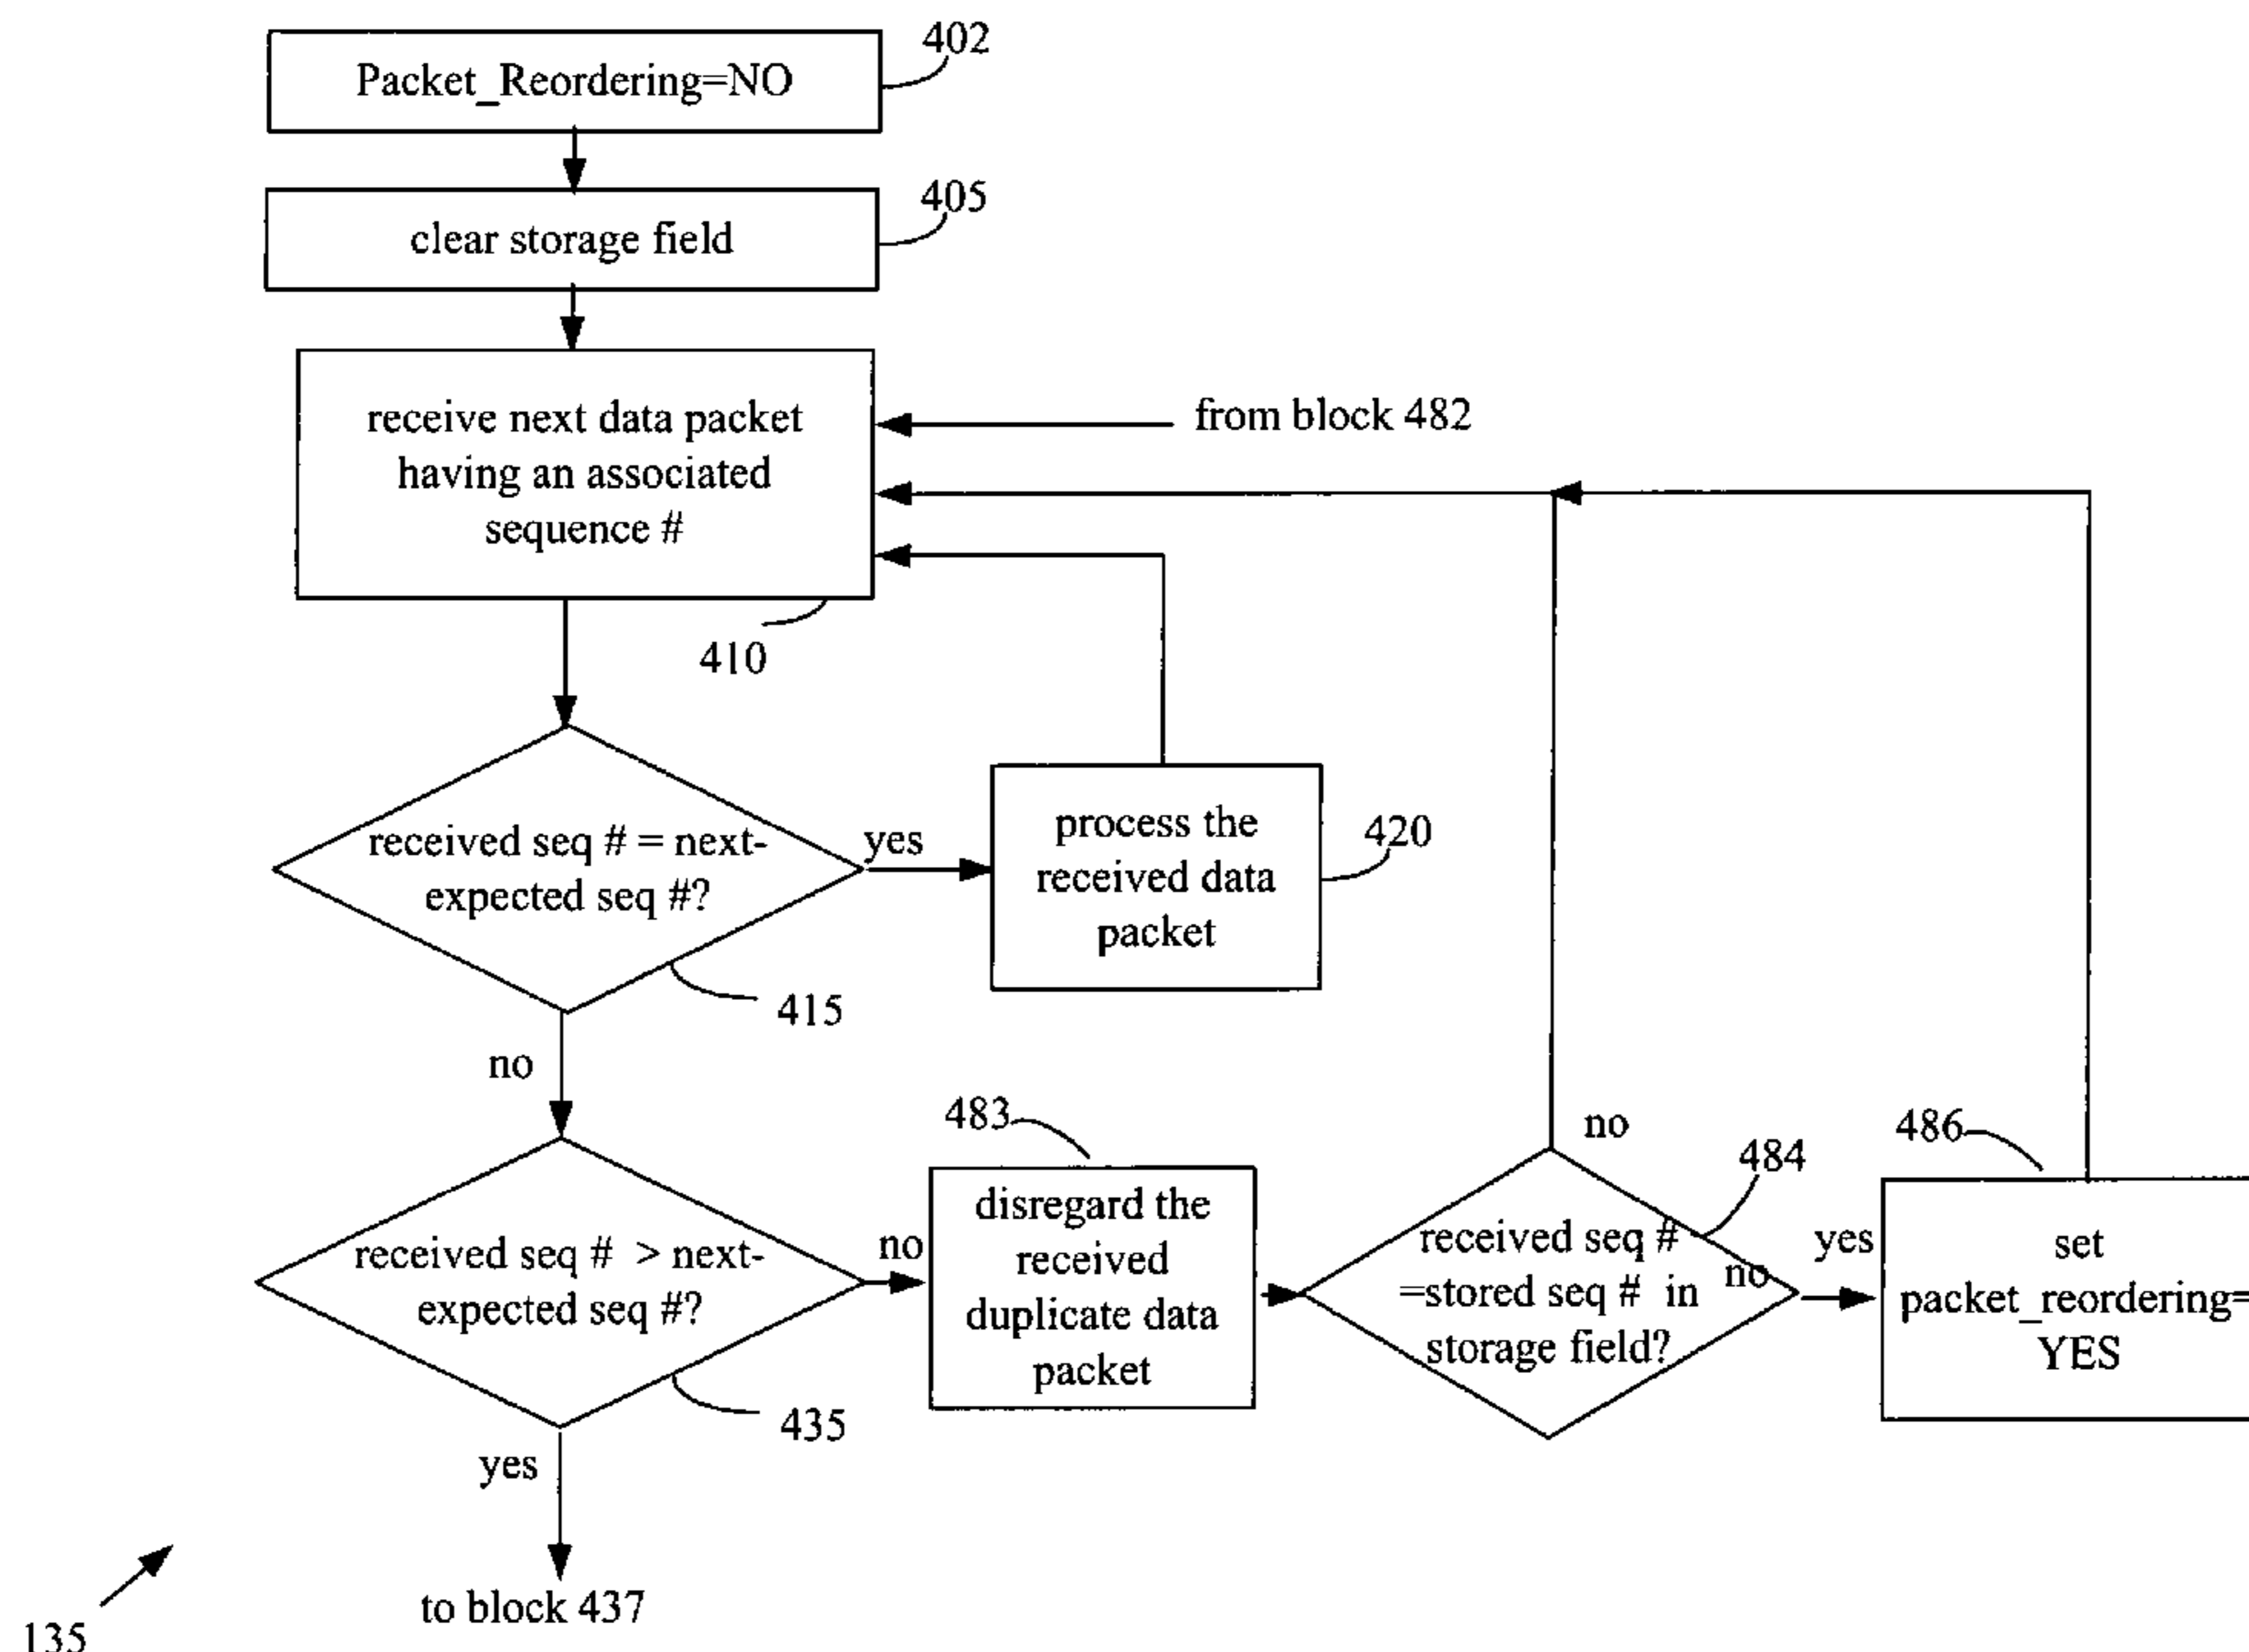 402
Packet_Reordering=NO
405
clear storage field
receive next data packet
having an associated
sequence #
from block 482
410
received seq # = next-
expected seq #?
yes
process the
received data
packet
420
415
no
received seq # > next-
expected seq #?
no
483
disregard the
received
duplicate data
packet
no
484
received seq #
=stored seq # in
storage field?
no
yes
486
set
packet_reordering=
YES
435
yes
to block 437
135